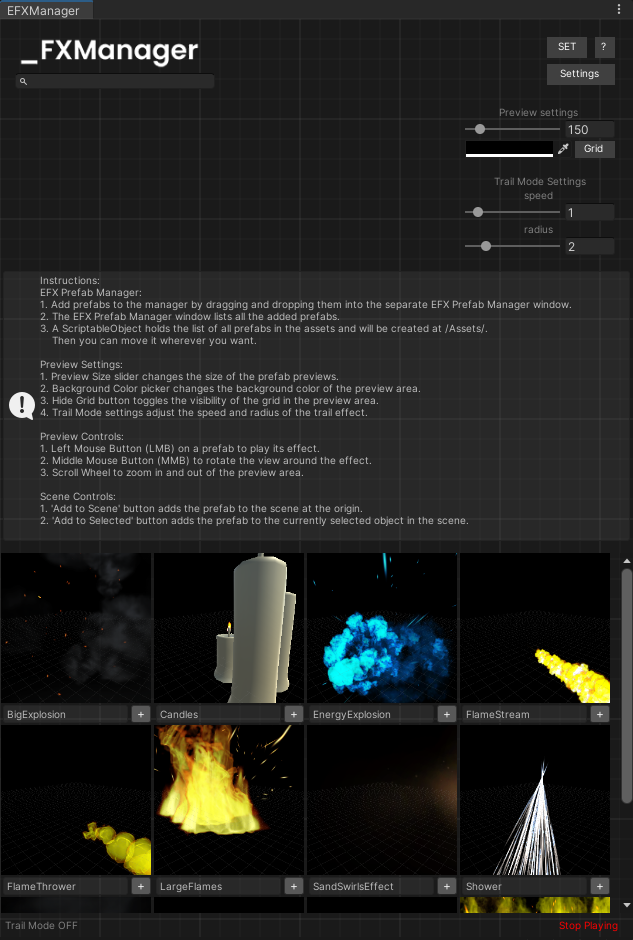 EFXManager
_FXManager
SET ?
Settings
Preview settings
150
Grid
Trail Mode Settings
speed
1
radius
2
Instructions:
EFX Prefab Manager:
1. Add prefabs to the manager by dragging and dropping them into the separate EFX Prefab Manager window.
2. The EFX Prefab Manager window lists all the added prefabs.
3. A ScriptableObject holds the list of all prefabs in the assets and will be created at /Assets/.
Then you can move it wherever you want.
Preview Settings:
1. Preview Size slider changes the size of the prefab previews.
2. Background Color picker changes the background color of the preview area.
3. Hide Grid button toggles the visibility of the grid in the preview area.
4. Trail Mode settings adjust the speed and radius of the trail effect.
Preview Controls:
1. Left Mouse Button (LMB) on a prefab to play its effect.
2. Middle Mouse Button (MMB) to rotate the view around the effect.
3. Scroll Wheel to zoom in and out of the preview area.
Scene Controls:
1. 'Add to Scene' button adds the prefab to the scene at the origin.
2. 'Add to Selected' button adds the prefab to the currently selected object in the scene.
BigExplosion + Candles + EnergyExplosion + FlameStream +
FlameThrower + LargeFlames + SandSwirlsEffect + Shower +
Trail Mode OFF Stop Playing